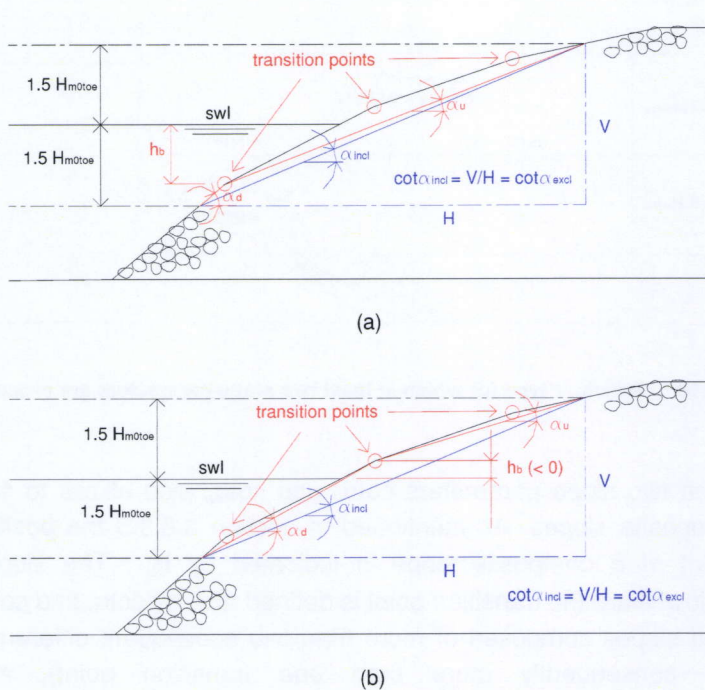 transition points
1.5 Hm0toe
swl
αu
V
1.5 Hm0toe
hb
αincl
cotαincl = V/H = cotαexcl
αd
H
(a)
transition points
1.5 Hm0toe
αu
swl
hb (< 0)
V
1.5 Hm0toe
αincl
αd
H
cotαincl = V/H = cotαexcl
(b)